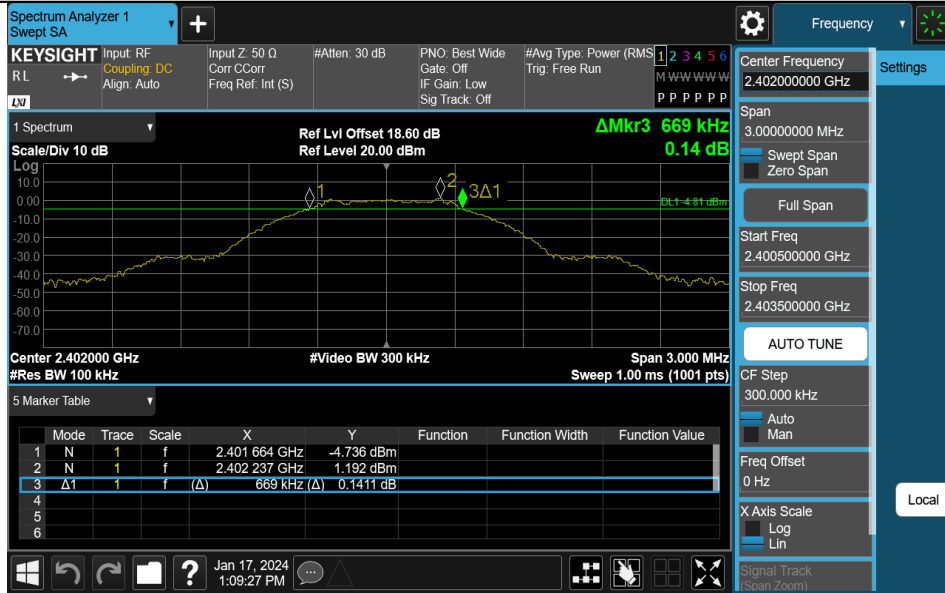 Spectrum Analyzer 1
Swept SA
Frequency
KEYSIGHT
RL
LXI
Input: RF
Coupling: DC
Align: Auto
Input Z: 50 Ω
Corr CCorr
Freq Ref: Int (S)
#Atten: 30 dB
PNO: Best Wide
Gate: Off
IF Gain: Low
Sig Track: Off
#Avg Type: Power (RMS
Trig: Free Run
1 2 3 4 5 6
M W W W W W
P P P P P P
1 Spectrum
Scale/Div 10 dB
Ref Lvl Offset 18.60 dB
Ref Level 20.00 dBm
ΔMkr3 669 kHz
0.14 dB
Log
10.0
0.00
-10.0
-20.0
-30.0
-40.0
-50.0
-60.0
-70.0
1
2
3Δ1
DL1 -4.81 dBm
Center 2.402000 GHz
#Video BW 300 kHz
Span 3.000 MHz
#Res BW 100 kHz
Sweep 1.00 ms (1001 pts)
5 Marker Table
Mode Trace Scale X Y Function Function Width Function Value
1 N 1 f 2.401 664 GHz -4.736 dBm
2 N 1 f 2.402 237 GHz 1.192 dBm
3 Δ1 1 f (Δ) 669 kHz (Δ) 0.1411 dB
4
5
6
?
Jan 17, 2024
1:09:27 PM
Center Frequency
2.402000000 GHz
Span
3.00000000 MHz
Swept Span
Zero Span
Full Span
Start Freq
2.400500000 GHz
Stop Freq
2.403500000 GHz
AUTO TUNE
CF Step
300.000 kHz
Auto
Man
Freq Offset
0 Hz
X Axis Scale
Log
Lin
Signal Track
(Span Zoom)
Settings
Local